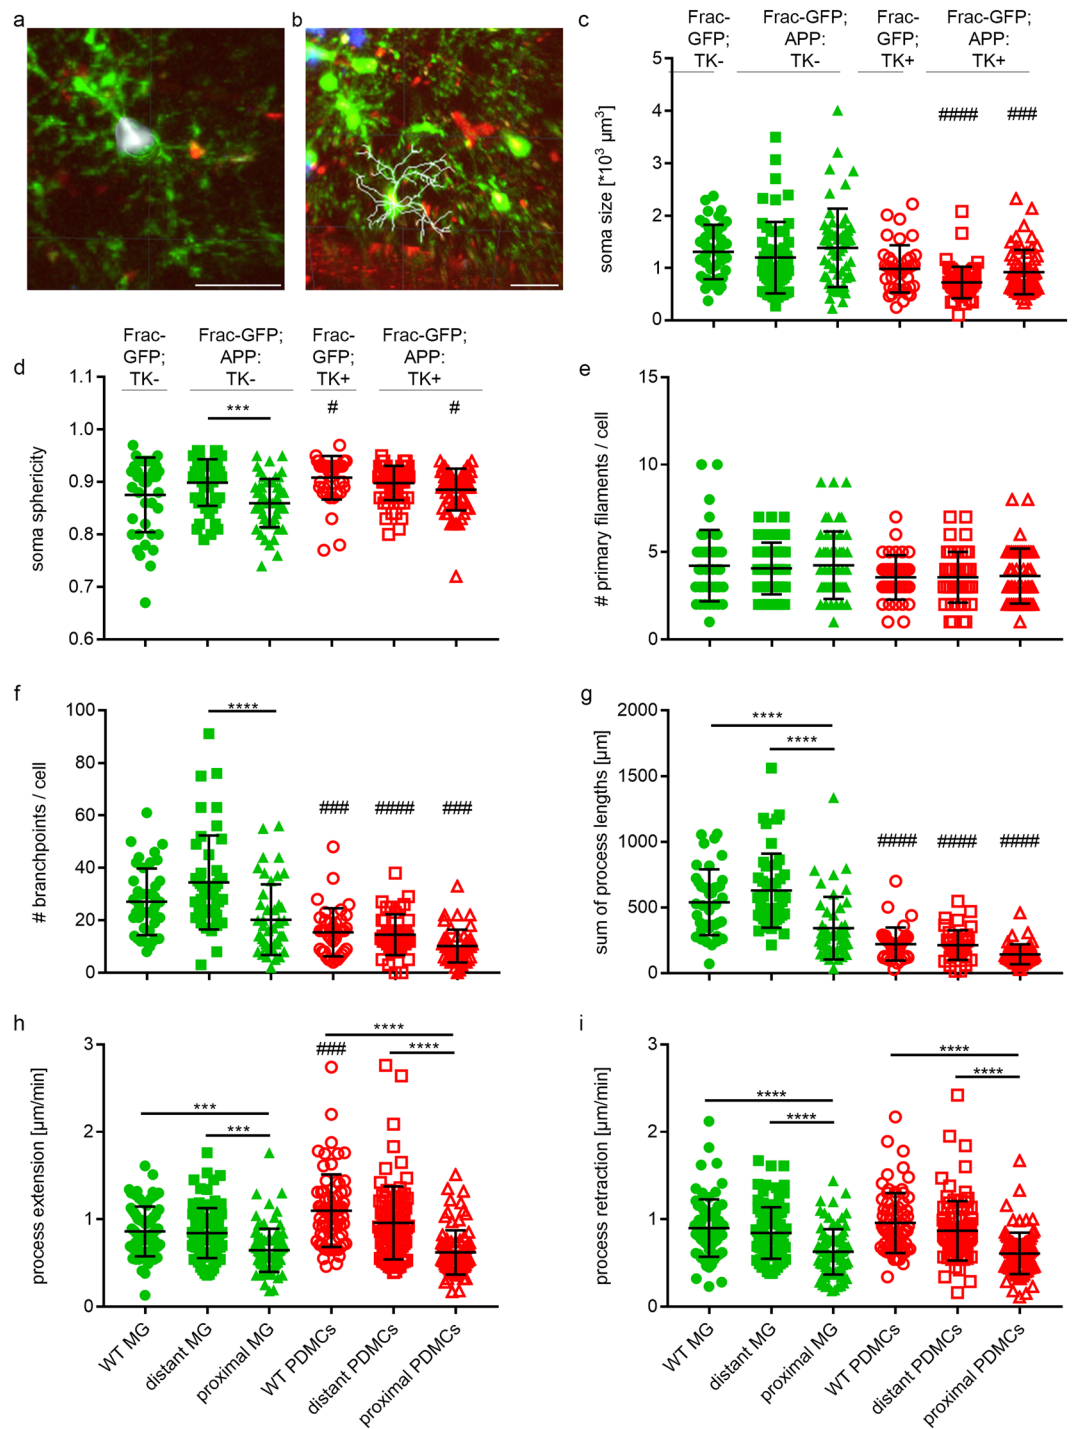 a
b
c
Frac-
GFP;
TK-
Frac-GFP;
APP:
TK-
Frac-
GFP;
TK+
Frac-GFP;
APP:
TK+
soma size [*10³ µm³]
5
4
3
2
1
0
####
###
d
Frac-
GFP;
TK-
Frac-GFP;
APP:
TK-
Frac-
GFP;
TK+
Frac-GFP;
APP:
TK+
soma sphericity
1.1
1.0
0.9
0.8
0.7
0.6
***
#
#
e
# primary filaments / cell
15
10
5
0
f
# branchpoints / cell
100
80
60
40
20
0
****
###
####
###
g
sum of process lengths [µm]
2000
1500
1000
500
0
****
****
####
####
####
h
process extension [µm/min]
3
2
1
0
***
***
###
****
****
WT MG
distant MG
proximal MG
WT PDMCs
distant PDMCs
proximal PDMCs
i
process retraction [µm/min]
3
2
1
0
****
****
****
****
WT MG
distant MG
proximal MG
WT PDMCs
distant PDMCs
proximal PDMCs